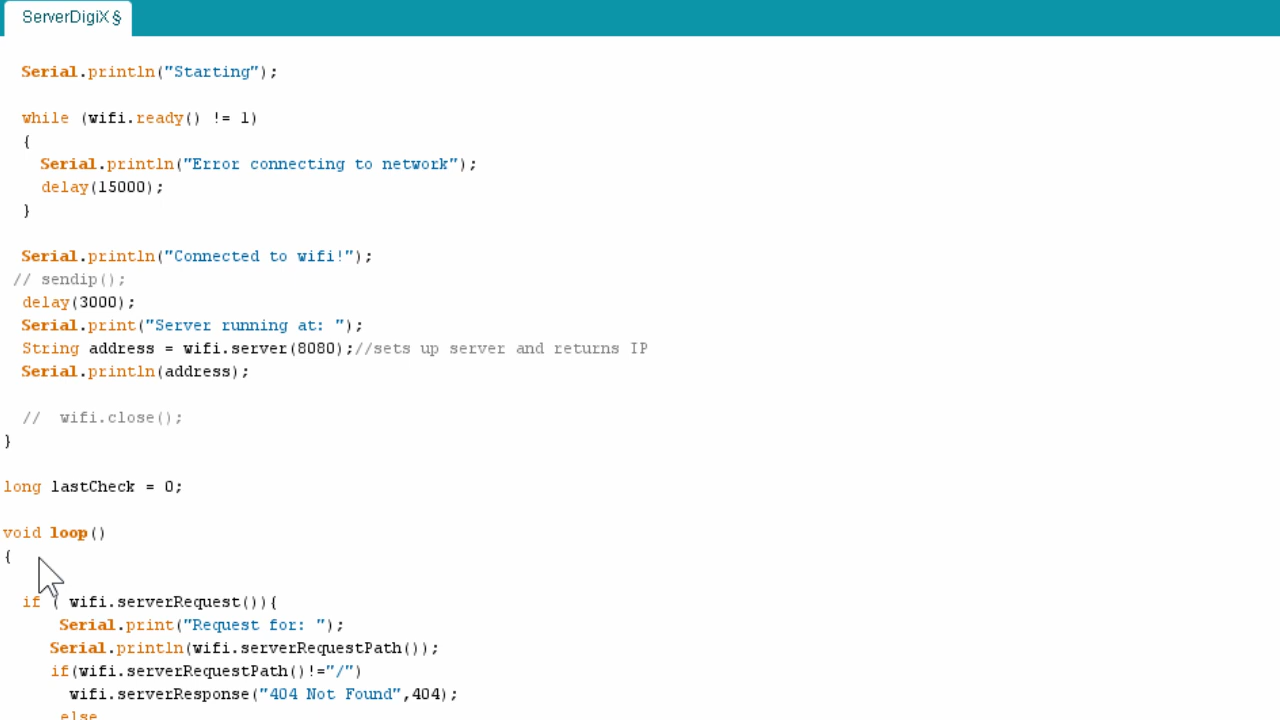 ServerDigiX §
Serial.println("Starting");
while (wifi.ready() != 1)
{
Serial.println("Error connecting to network");
delay(15000);
}
Serial.println("Connected to wifi!");
// sendip();
delay(3000);
Serial.print("Server running at: ");
String address = wifi.server(8080);//sets up server and returns IP
Serial.println(address);
//  wifi.close();
}
long lastCheck = 0;
void loop()
{
if ( wifi.serverRequest()){
Serial.print("Request for: ");
Serial.println(wifi.serverRequestPath());
if(wifi.serverRequestPath()!="/")
wifi.serverResponse("404 Not Found",404);
else